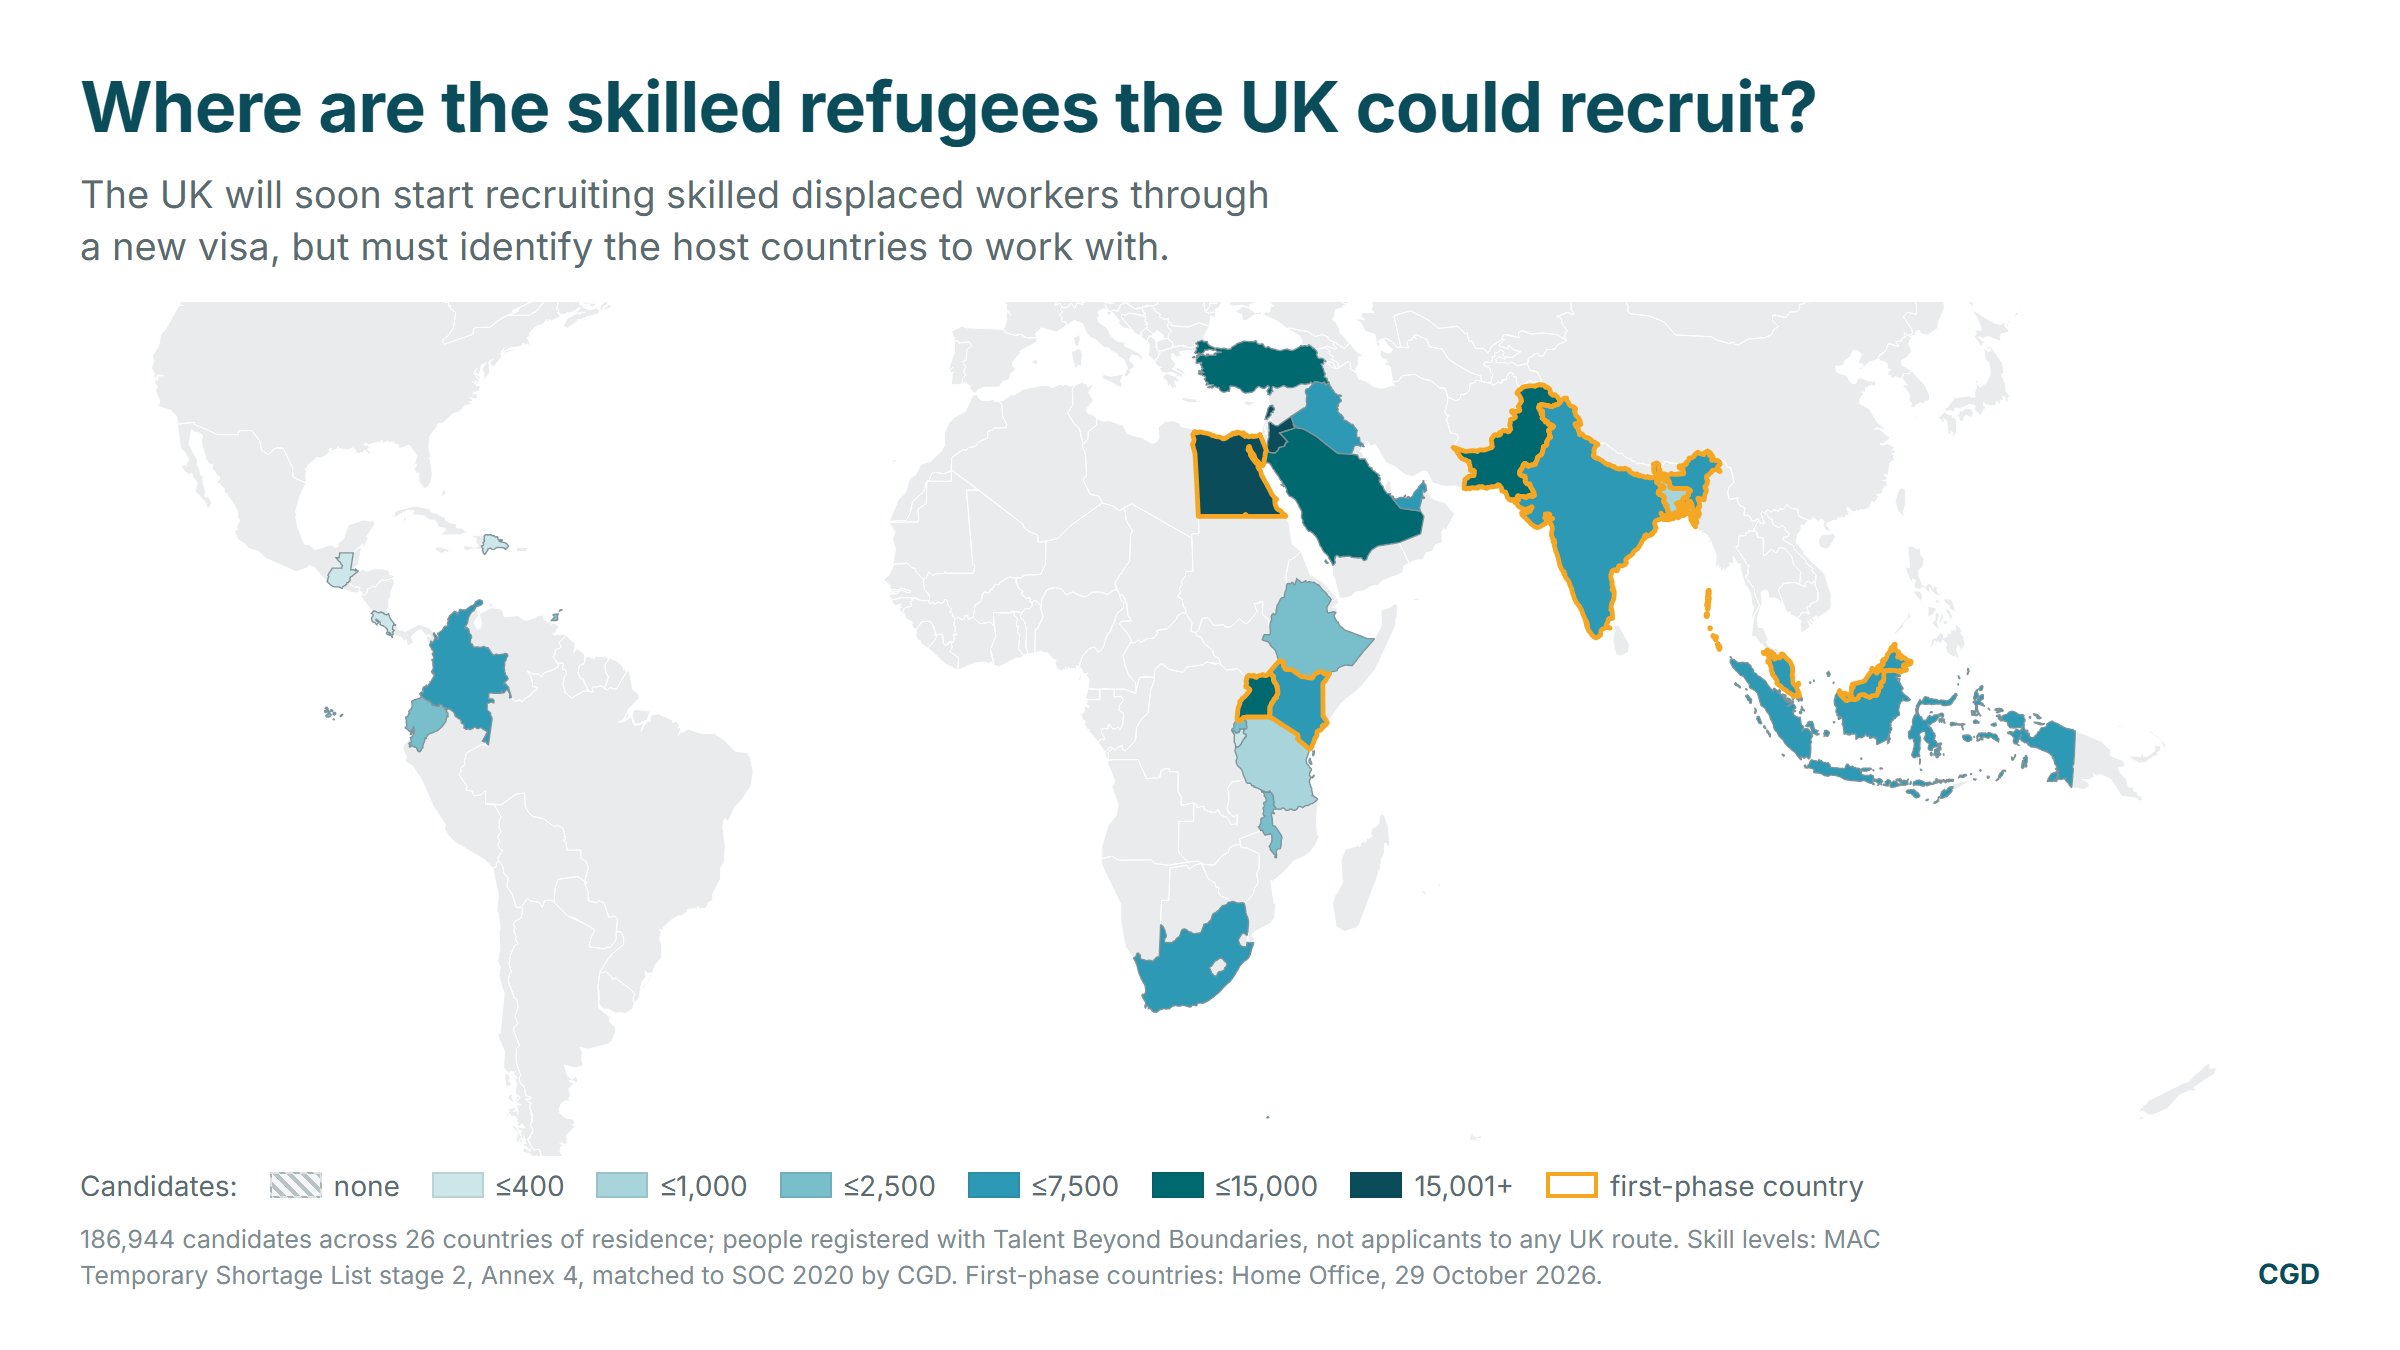 Where are the skilled refugees the UK could recruit?
The UK will soon start recruiting skilled displaced workers through
a new visa, but must identify the host countries to work with.
Candidates: none ≤400 ≤1,000 ≤2,500 ≤7,500 ≤15,000 15,001+ first-phase country
186,944 candidates across 26 countries of residence; people registered with Talent Beyond Boundaries, not applicants to any UK route. Skill levels: MAC
Temporary Shortage List stage 2, Annex 4, matched to SOC 2020 by CGD. First-phase countries: Home Office, 29 October 2026.
CGD